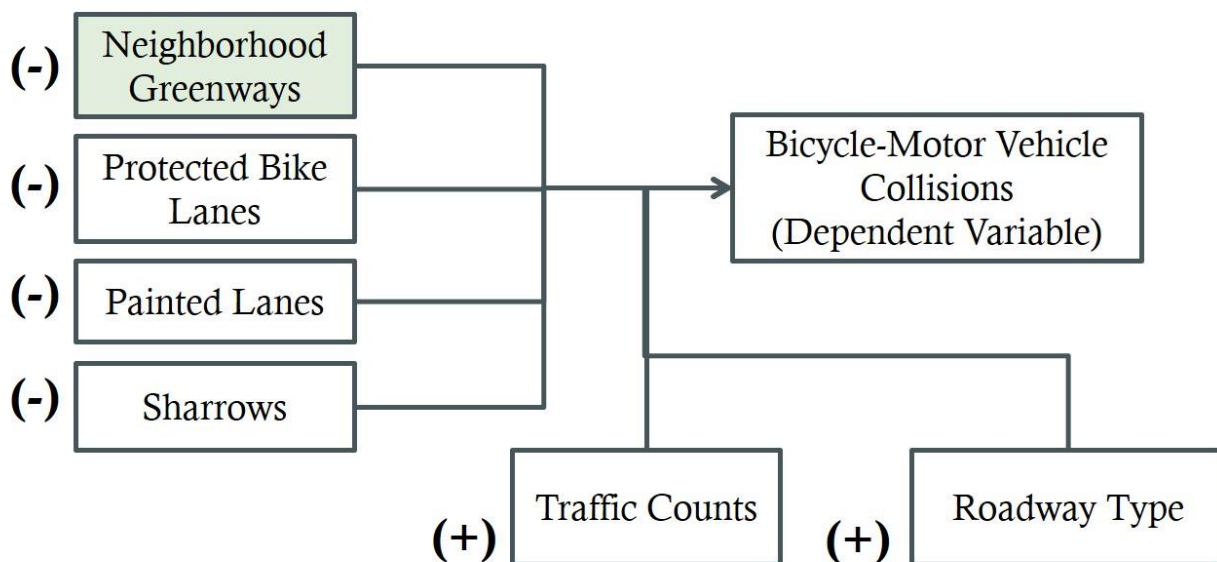 (-)
Neighborhood
Greenways
(-)
Protected Bike
Lanes
(-)
Painted Lanes
(-)
Sharrows
Bicycle-Motor Vehicle
Collisions
(Dependent Variable)
(+)
Traffic Counts
(+)
Roadway Type